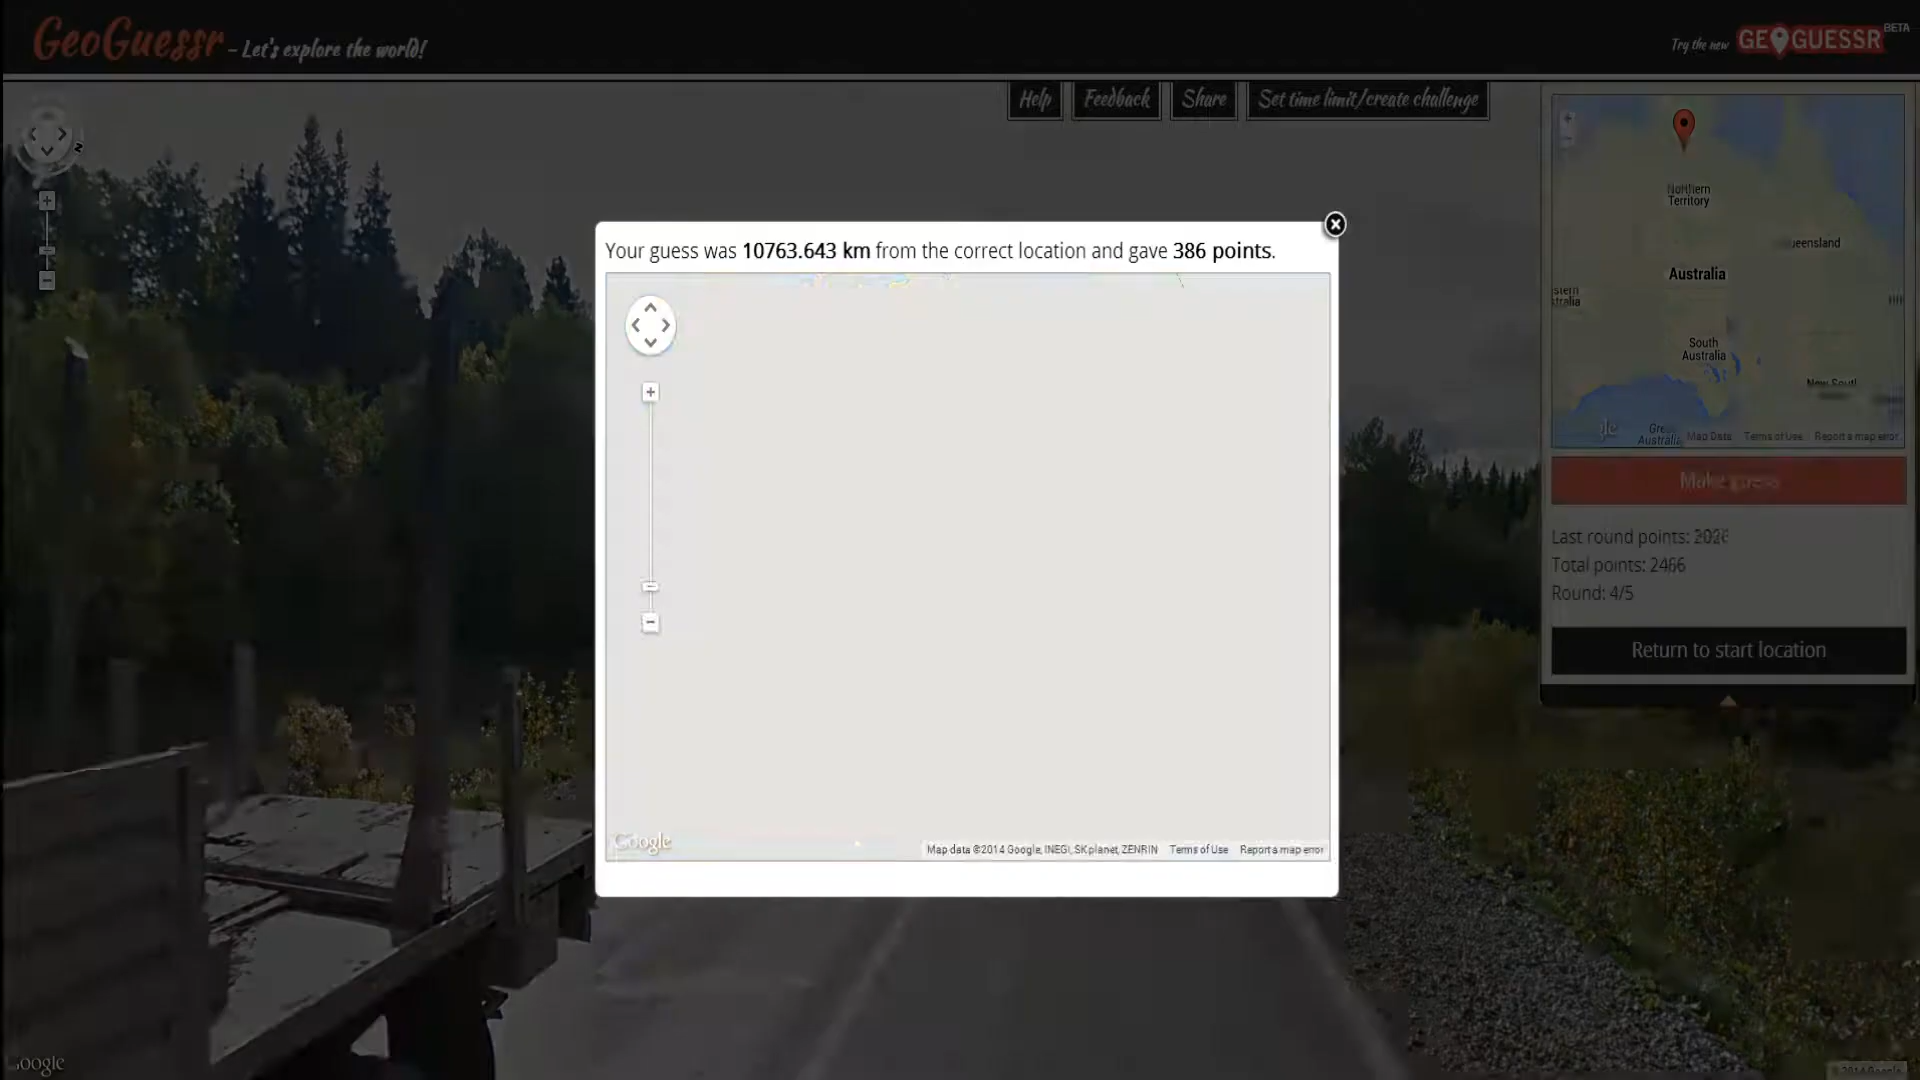 GeoGuessr – Let's explore the world!
Try the new GEOGUESSR BETA
Help
Feedback
Share
Set time limit/create challenge
N
Northern
Territory
Australia
South
Australia
Map Data
Terms of Use
Report a map error
Make guess
Last round points:
Total points: 2466
Round: 4/5
Return to start location
Your guess was 10763.643 km from the correct location and gave 386 points.
Google
Map data ©2014 Google, INEGI, SK planet, ZENRIN
Terms of Use
Report a map error